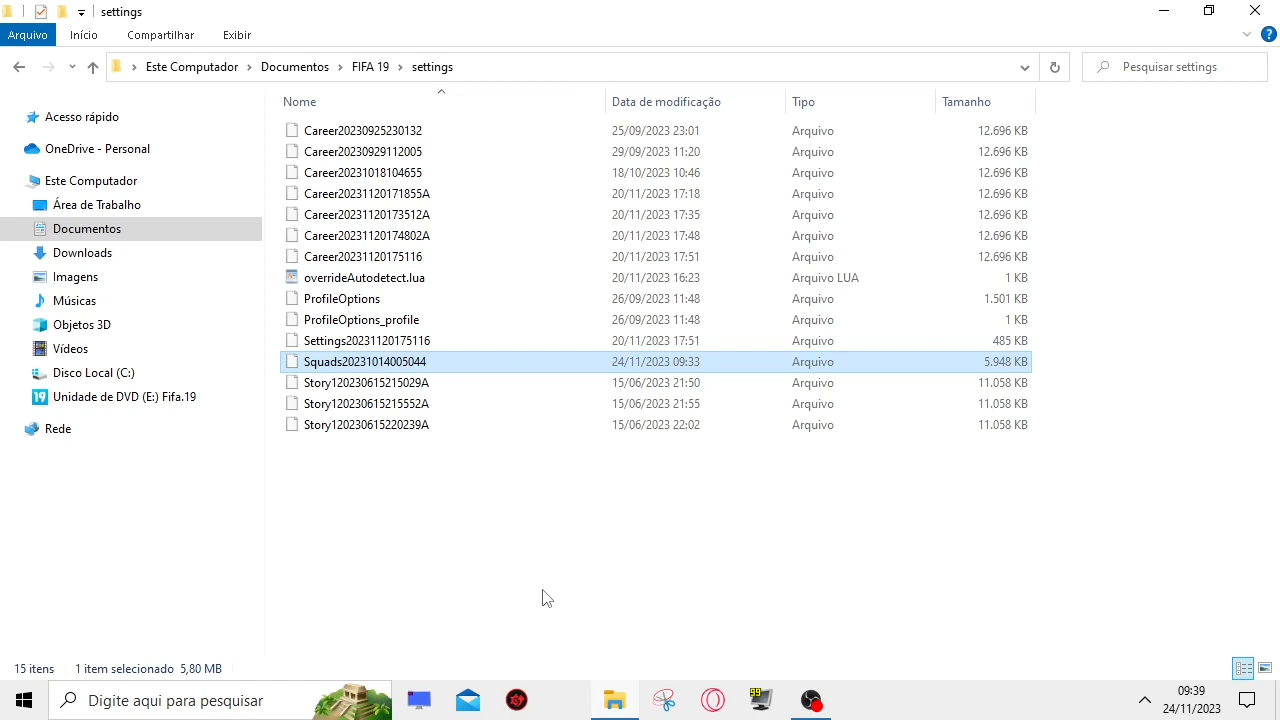 settings
Arquivo Início Compartilhar Exibir
Este Computador Documentos FIFA 19 settings
Pesquisar settings
Nome Data de modificação Tipo Tamanho
Acesso rápido
OneDrive - Personal
Este Computador
Área de Trabalho
Documentos
Downloads
Imagens
Músicas
Objetos 3D
Vídeos
Disco Local (C:)
19 Unidade de DVD (E:) Fifa.19
Rede
Career20230925230132 25/09/2023 23:01 Arquivo 12.696 KB
Career20230929112005 29/09/2023 11:20 Arquivo 12.696 KB
Career20231018104655 18/10/2023 10:46 Arquivo 12.696 KB
Career20231120171855A 20/11/2023 17:18 Arquivo 12.696 KB
Career20231120173512A 20/11/2023 17:35 Arquivo 12.696 KB
Career20231120174802A 20/11/2023 17:48 Arquivo 12.696 KB
Career20231120175116 20/11/2023 17:51 Arquivo 12.696 KB
overrideAutodetect.lua 20/11/2023 16:23 Arquivo LUA 1 KB
ProfileOptions 26/09/2023 11:48 Arquivo 1.501 KB
ProfileOptions_profile 26/09/2023 11:48 Arquivo 1 KB
Settings20231120175116 20/11/2023 17:51 Arquivo 485 KB
Squads20231014005044 24/11/2023 09:33 Arquivo 5.948 KB
Story120230615215029A 15/06/2023 21:50 Arquivo 11.058 KB
Story120230615215552A 15/06/2023 21:55 Arquivo 11.058 KB
Story120230615220239A 15/06/2023 22:02 Arquivo 11.058 KB
15 itens 1 item selecionado 5,80 MB
Digite aqui para pesquisar
99
09:39
24/11/2023